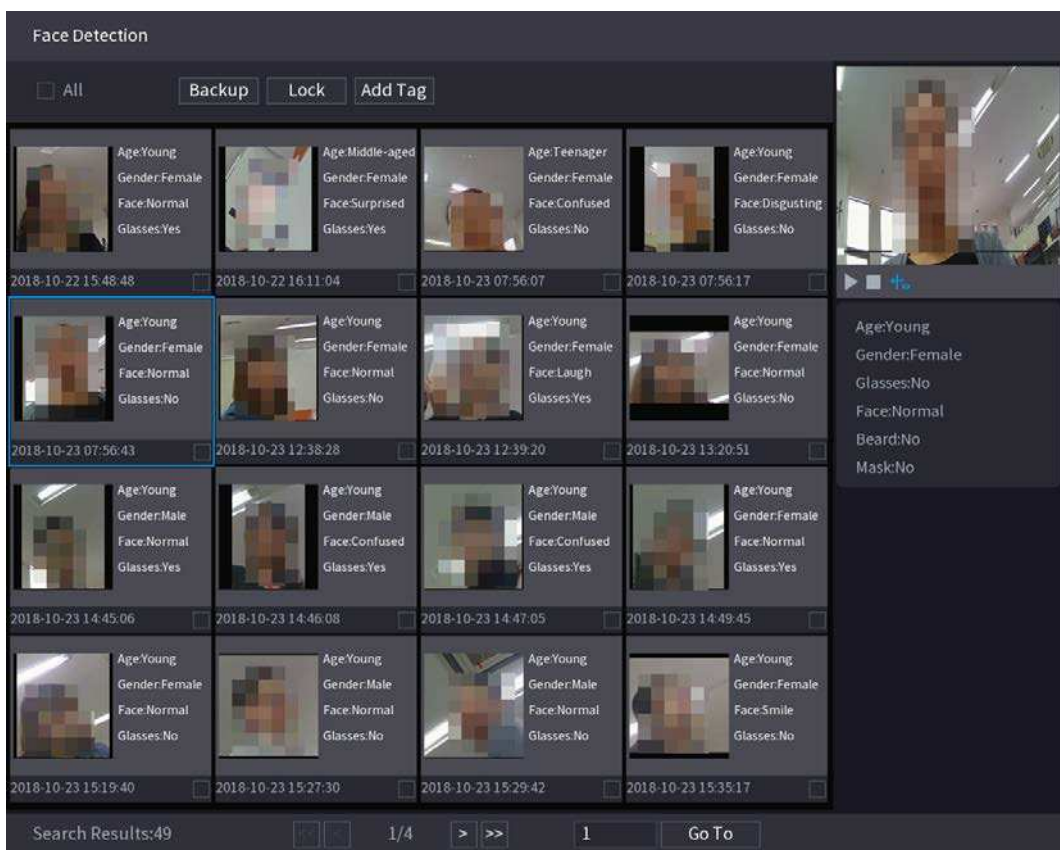 Face Detection
All
Backup
Lock
Add Tag
Age:Young
Gender:Female
Face:Normal
Glasses:Yes
2018-10-22 15:48:48
Age:Middle-aged
Gender:Female
Face:Surprised
Glasses:Yes
2018-10-22 16:11:04
Age:Teenager
Gender:Female
Face:Confused
Glasses:No
2018-10-23 07:56:07
Age:Young
Gender:Female
Face:Disgusting
Glasses:No
2018-10-23 07:56:17
Age:Young
Gender:Female
Face:Normal
Glasses:No
2018-10-23 07:56:43
Age:Young
Gender:Female
Face:Normal
Glasses:No
2018-10-23 12:38:28
Age:Young
Gender:Female
Face:Laugh
Glasses:Yes
2018-10-23 12:39:20
Age:Young
Gender:Female
Face:Normal
Glasses:No
2018-10-23 13:20:51
Age:Young
Gender:Male
Face:Normal
Glasses:Yes
2018-10-23 14:45:06
Age:Young
Gender:Male
Face:Confused
Glasses:Yes
2018-10-23 14:46:08
Age:Young
Gender:Male
Face:Confused
Glasses:Yes
2018-10-23 14:47:05
Age:Young
Gender:Female
Face:Normal
Glasses:Yes
2018-10-23 14:49:45
Age:Young
Gender:Female
Face:Normal
Glasses:No
2018-10-23 15:19:40
Age:Young
Gender:Male
Face:Normal
Glasses:No
2018-10-23 15:27:30
Age:Young
Gender:Male
Face:Normal
Glasses:No
2018-10-23 15:29:42
Age:Young
Gender:Female
Face:Smile
Glasses:No
2018-10-23 15:35:17
Age:Young
Gender:Female
Glasses:No
Face:Normal
Beard:No
Mask:No
Search Results:49
<< < 1/4 > >> 1 Go To